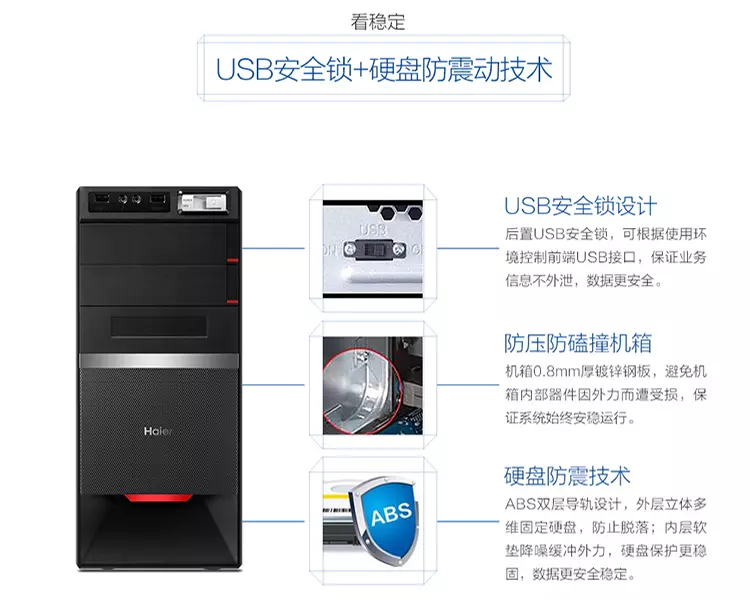 看稳定
USB安全锁+硬盘防震动技术
USB安全锁设计
后置USB安全锁，可根据使用环
境控制前端USB接口，保证业务
信息不外泄，数据更安全。
USB
ON
防压防磕撞机箱
机箱0.8mm厚镀锌钢板，避免机
箱内部器件因外力而遭受损，保
证系统始终安稳运行。
Haier
硬盘防震技术
ABS双层导轨设计，外层立体多
维固定硬盘，防止脱落；内层软
垫降噪缓冲外力，硬盘保护更稳
固，数据更安全稳定。
ABS